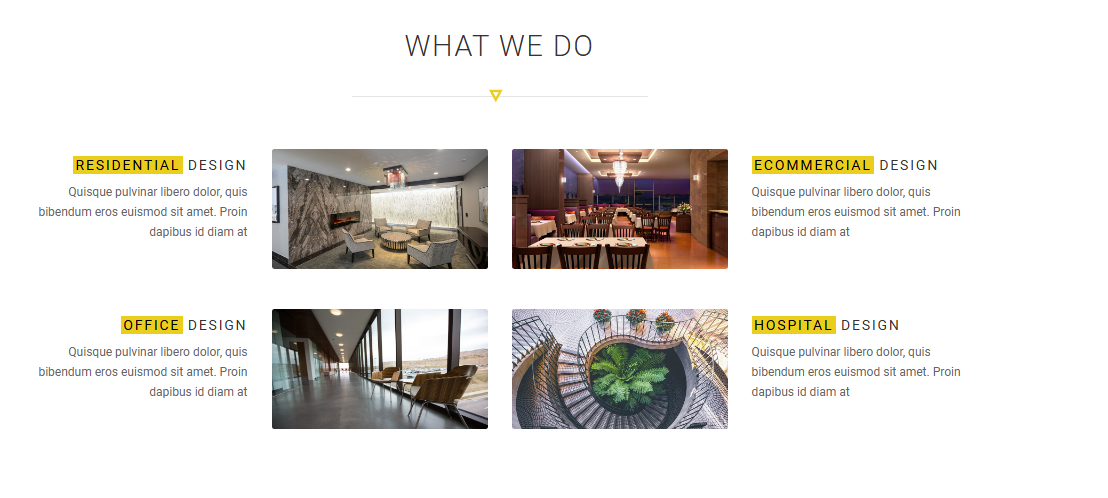 WHAT WE DO
RESIDENTIAL DESIGN
Quisque pulvinar libero dolor, quis
bibendum eros euismod sit amet. Proin
dapibus id diam at
ECOMMERCIAL DESIGN
Quisque pulvinar libero dolor, quis
bibendum eros euismod sit amet. Proin
dapibus id diam at
OFFICE DESIGN
Quisque pulvinar libero dolor, quis
bibendum eros euismod sit amet. Proin
dapibus id diam at
HOSPITAL DESIGN
Quisque pulvinar libero dolor, quis
bibendum eros euismod sit amet. Proin
dapibus id diam at